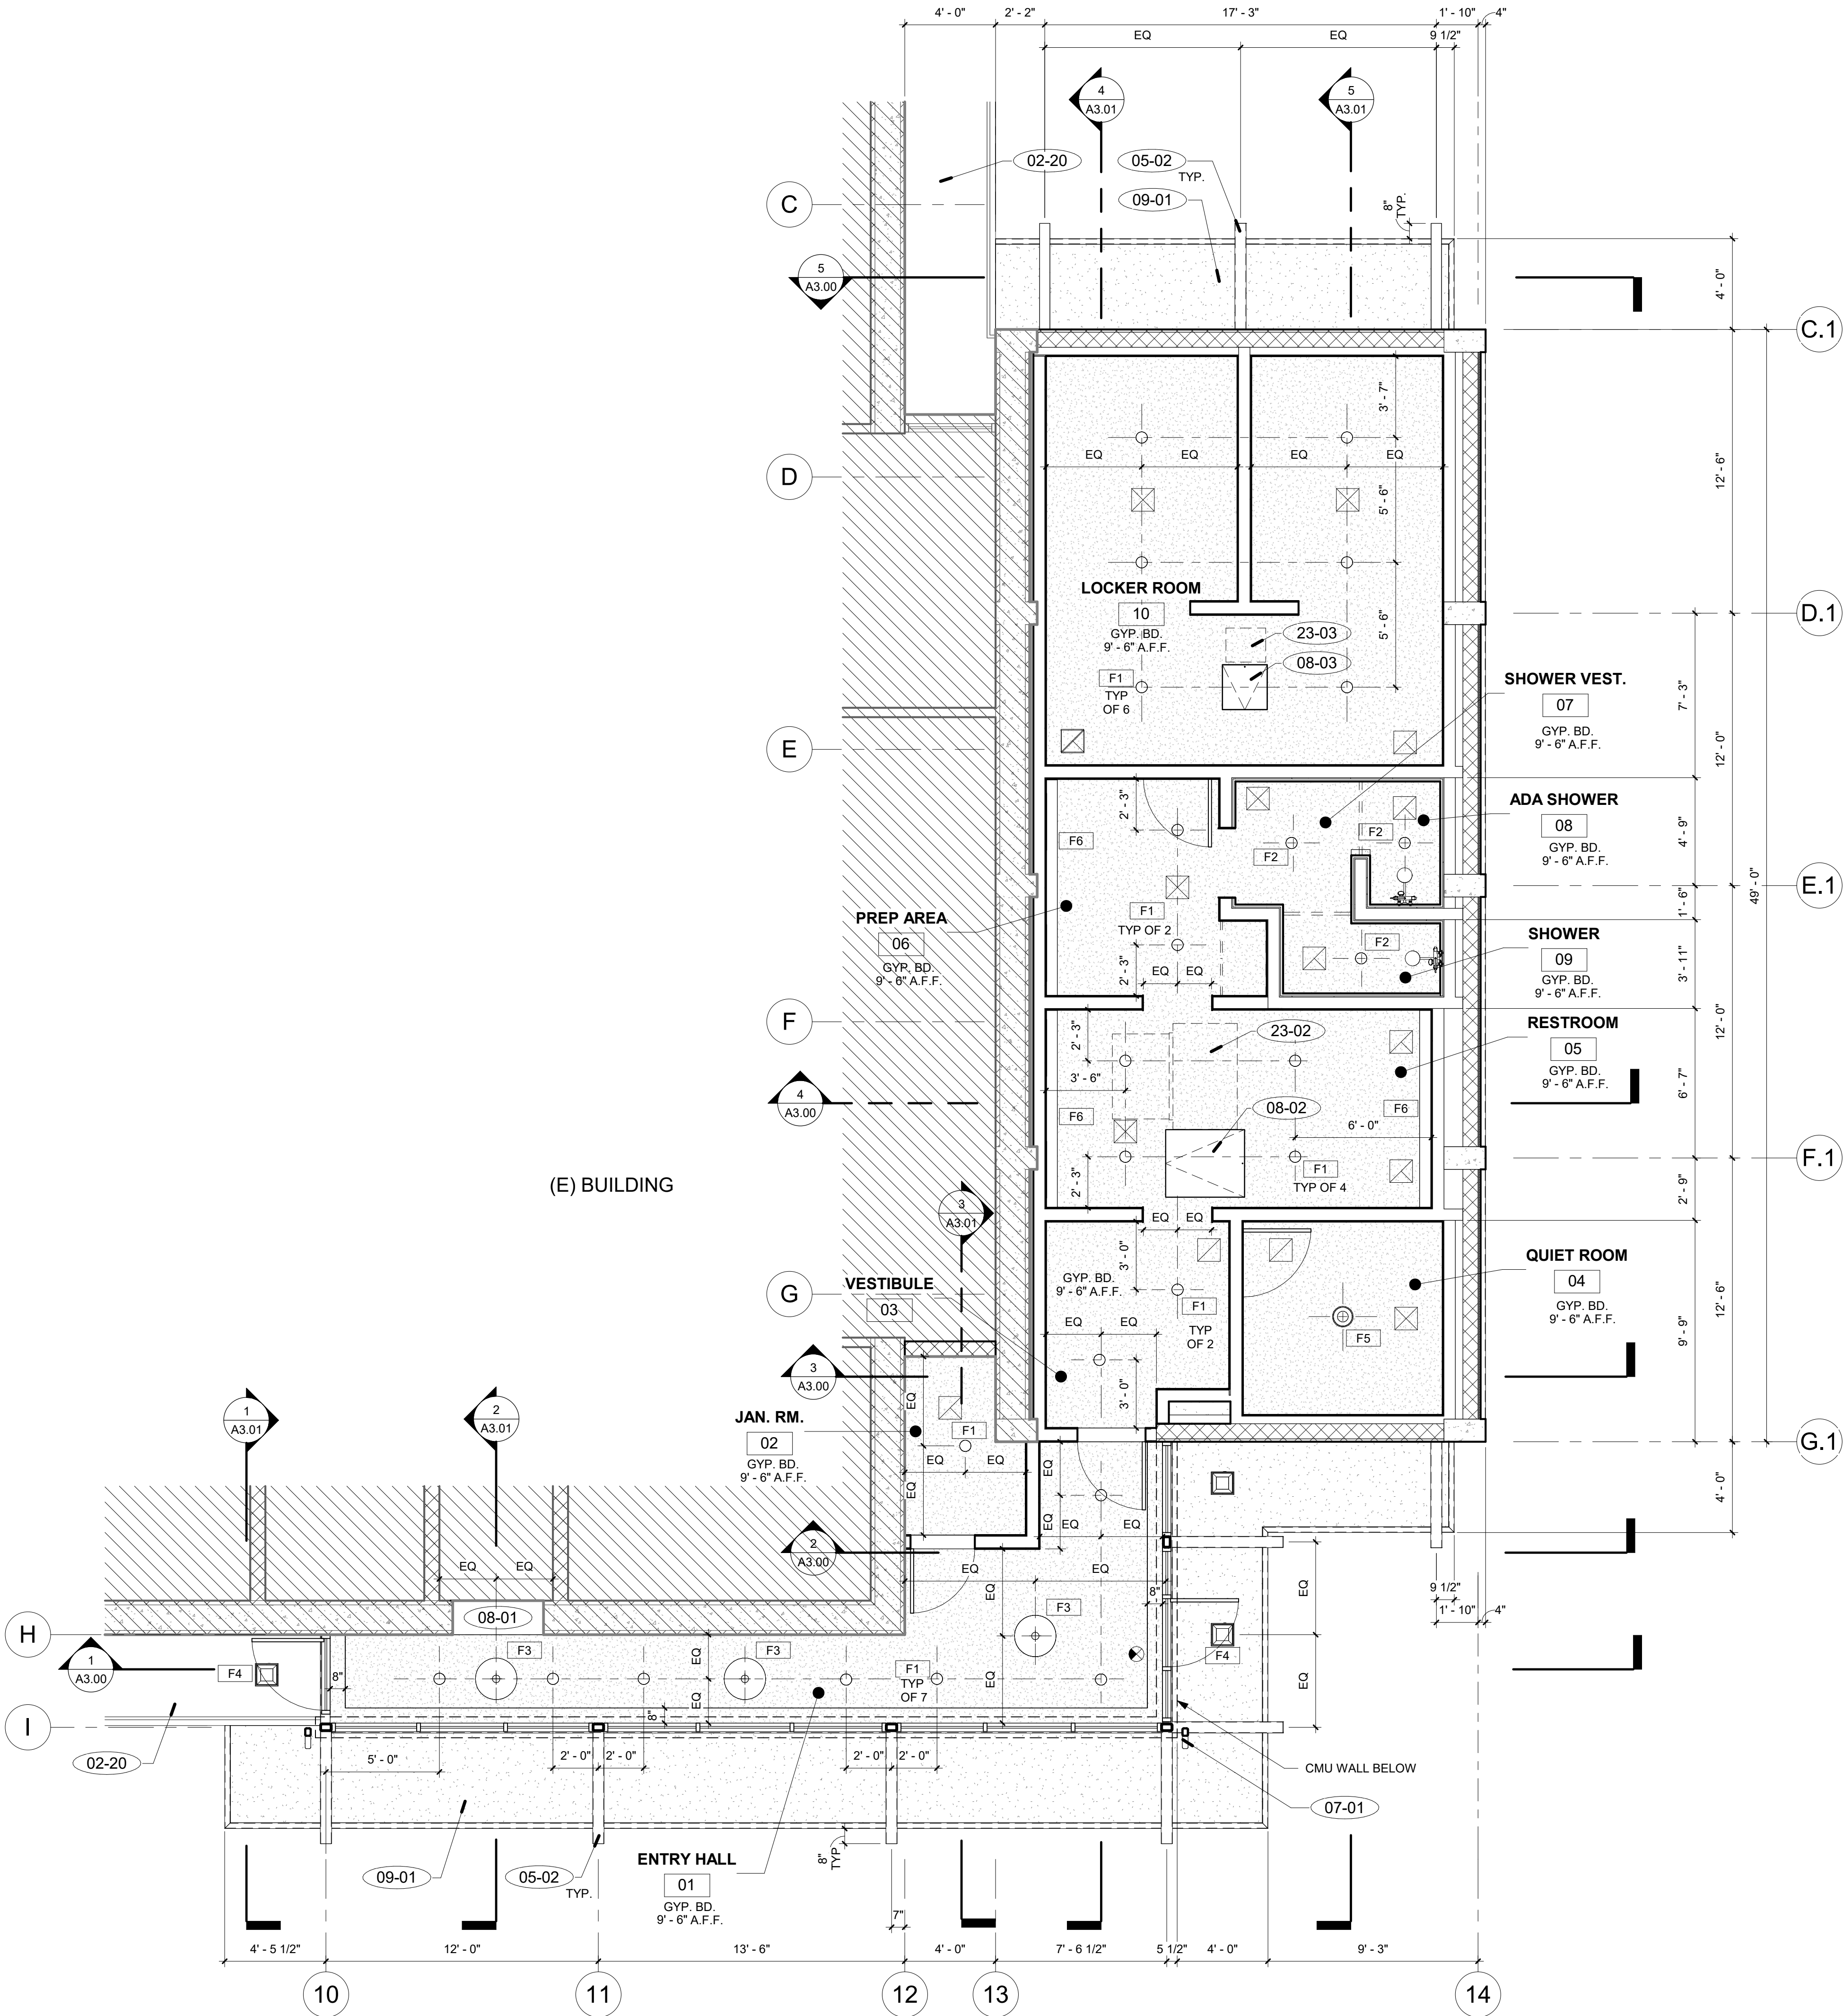 4' - 0"
2' - 2"
17' - 3"
1' - 10"
4"
EQ
EQ
9 1/2"
4
A3.01
5
A3.01
02-20
05-02
TYP.
09-01
8"
TYP.
C
5
A3.00
4' - 0"
C.1
3' - 7"
EQ
EQ
EQ
EQ
D
12' - 6"
5' - 6"
LOCKER ROOM
10
GYP. BD.
9' - 6" A.F.F.
D.1
23-03
5' - 6"
08-03
F1
TYP
OF 6
SHOWER VEST.
07
GYP. BD.
9' - 6" A.F.F.
7' - 3"
E
12' - 0"
2' - 3"
ADA SHOWER
08
GYP. BD.
9' - 6" A.F.F.
F6
F2
F2
4' - 9"
49' - 0"
E.1
1' - 6"
PREP AREA
06
GYP. BD.
9' - 6" A.F.F.
F1
TYP OF 2
F2
SHOWER
09
GYP. BD.
9' - 6" A.F.F.
3' - 11"
2' - 3"
EQ
EQ
F
2' - 3"
23-02
RESTROOM
05
GYP. BD.
9' - 6" A.F.F.
12' - 0"
3' - 6"
4
A3.00
F6
08-02
F6
6' - 7"
6' - 0"
F.1
F1
TYP OF 4
2' - 3"
(E) BUILDING
2' - 9"
3
A3.01
EQ
EQ
3' - 0"
QUIET ROOM
04
GYP. BD.
9' - 6" A.F.F.
G
VESTIBULE
03
GYP. BD.
9' - 6" A.F.F.
F1
TYP
OF 2
12' - 6"
F5
9' - 9"
EQ
EQ
3
A3.00
3' - 0"
1
A3.01
2
A3.01
JAN. RM.
02
GYP. BD.
9' - 6" A.F.F.
EQ
F1
EQ
EQ
EQ
G.1
EQ
4' - 0"
EQ
EQ
EQ
2
A3.00
EQ
EQ
EQ
EQ
EQ
8"
EQ
9 1/2"
1' - 10"
4"
H
08-01
F3
F3
F3
EQ
F4
1
A3.00
F4
8"
EQ
EQ
F1
TYP
OF 7
EQ
EQ
8"
I
02-20
5' - 0"
2' - 0"
2' - 0"
2' - 0"
2' - 0"
CMU WALL BELOW
07-01
09-01
05-02
TYP.
8"
TYP
ENTRY HALL
01
GYP. BD.
9' - 6" A.F.F.
7"
4' - 5 1/2"
12' - 0"
13' - 6"
4' - 0"
7' - 6 1/2"
5 1/2"
4' - 0"
9' - 3"
10
11
12
13
14